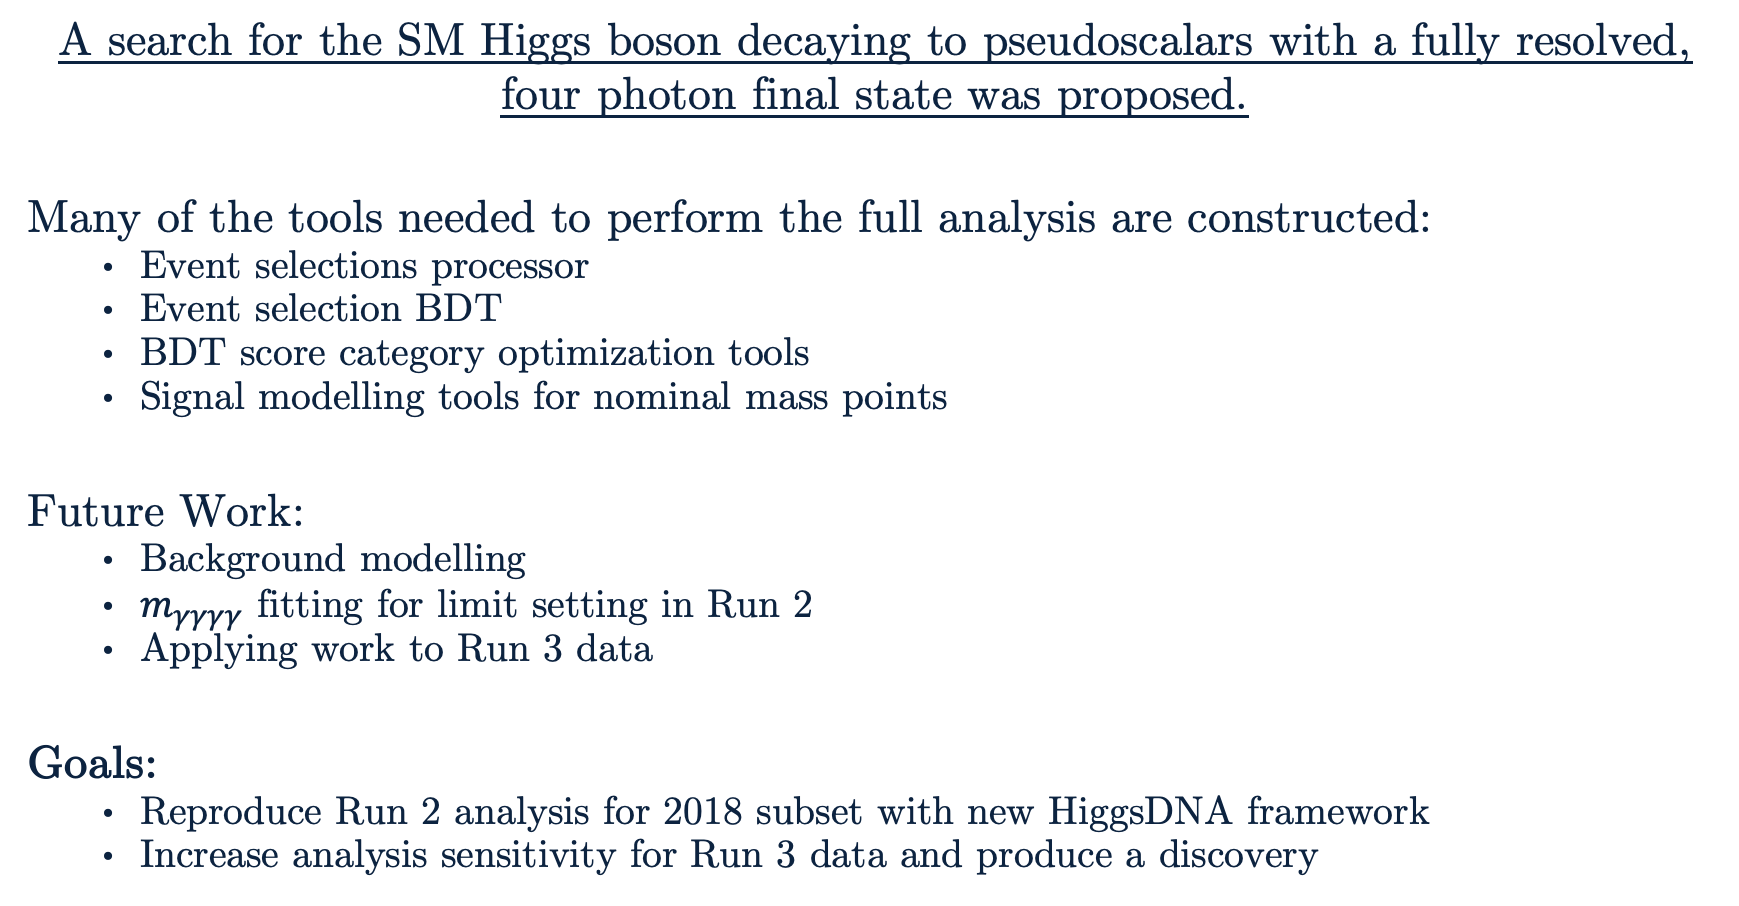 A search for the SM Higgs boson decaying to pseudoscalars with a fully resolved,
four photon final state was proposed.
Many of the tools needed to perform the full analysis are constructed:
• Event selections processor
• Event selection BDT
• BDT score category optimization tools
• Signal modelling tools for nominal mass points
Future Work:
• Background modelling
• mγγγγ fitting for limit setting in Run 2
• Applying work to Run 3 data
Goals:
• Reproduce Run 2 analysis for 2018 subset with new HiggsDNA framework
• Increase analysis sensitivity for Run 3 data and produce a discovery